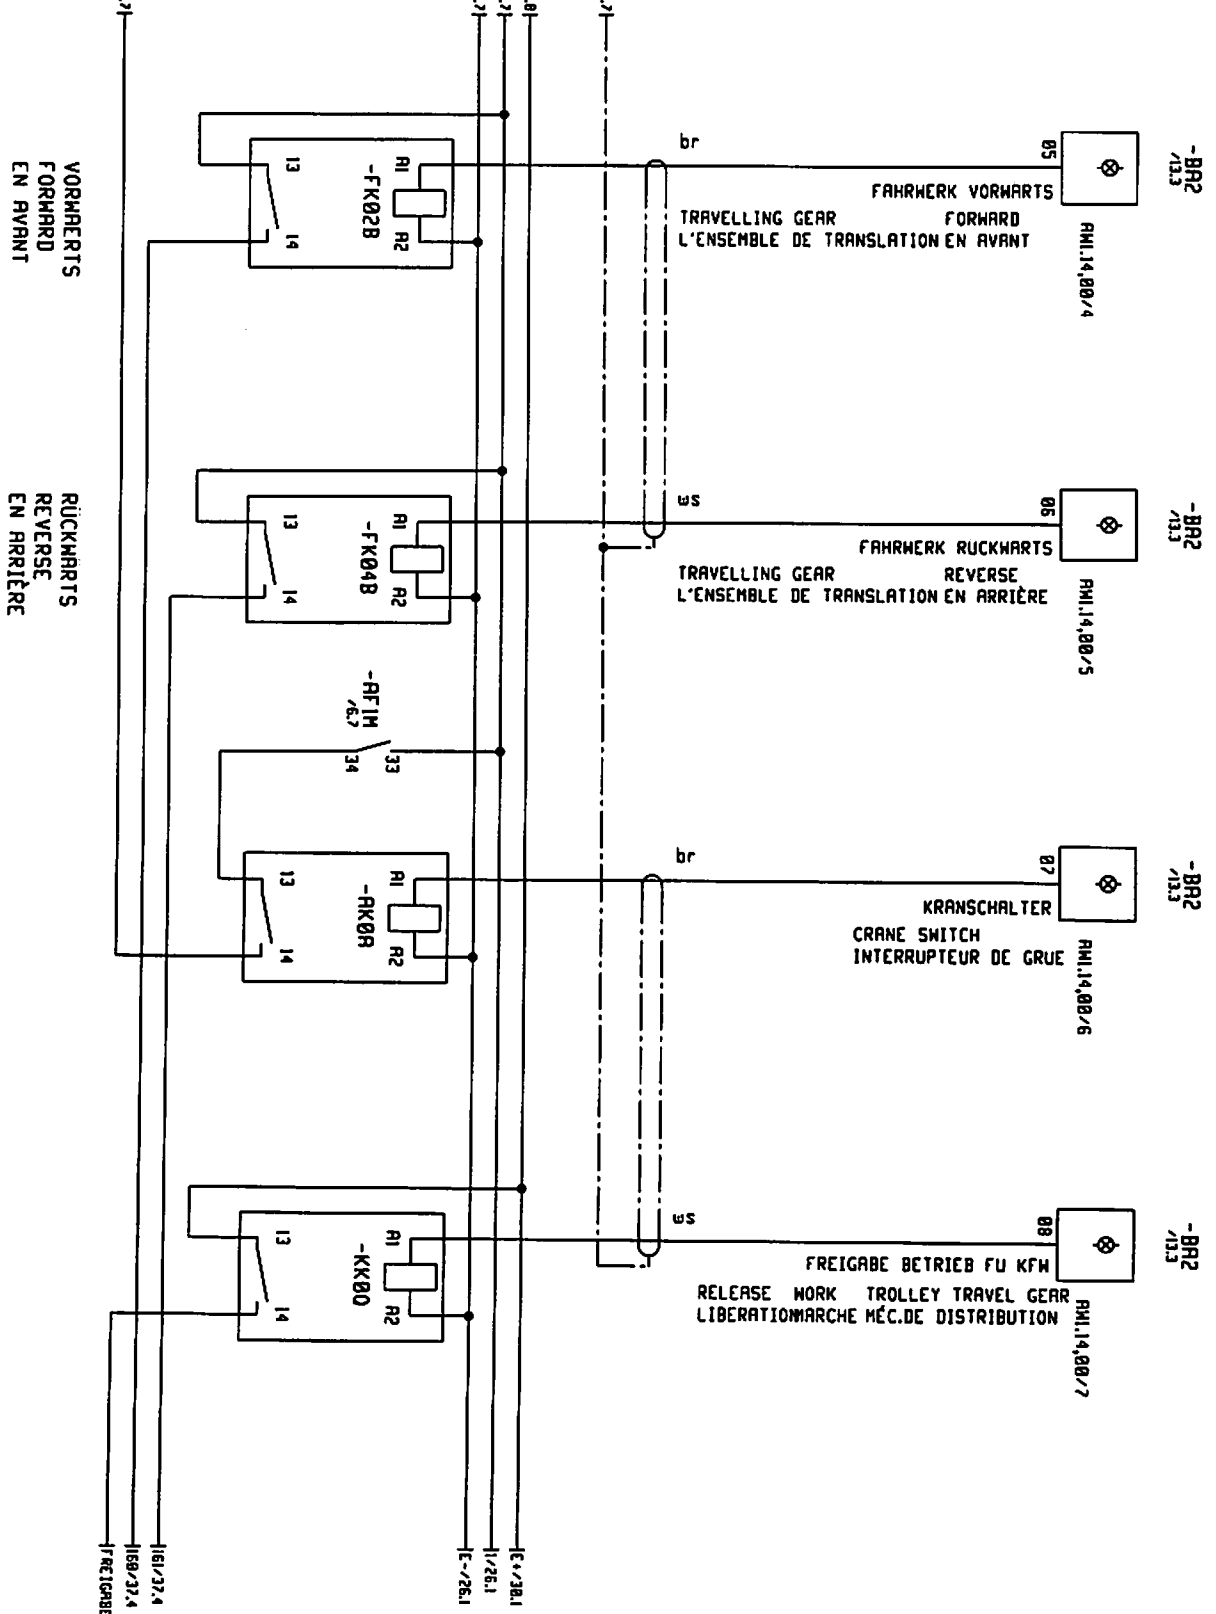 -BA2
/13.3
05
AWL.14,00/4
br
FAHRWERK VORWARTS
TRAVELLING GEAR FORWARD
L'ENSEMBLE DE TRANSLATION EN AVANT
A1
A2
-FK02B
13
14
VORWAERTS
FORWARD
EN AVANT
-BA2
/13.3
06
AWL.14,00/5
ws
FAHRWERK RUCKWARTS
TRAVELLING GEAR REVERSE
L'ENSEMBLE DE TRANSLATION EN ARRIÈRE
A1
A2
-FK04B
13
14
RÜCKWARTS
REVERSE
EN ARRIÈRE
-AF1M
/6.7
33
34
-BA2
/13.3
07
AWL.14,00/6
br
KRANSCHALTER
CRANE SWITCH
INTERRUPTEUR DE GRUE
A1
A2
-AK0A
13
14
-BA2
/13.3
08
AWL.14,00/7
ws
FREIGABE BETRIEB FU KFW
RELEASE WORK TROLLEY TRAVEL GEAR
LIBERATIONMARCHE MÉC.DE DISTRIBUTION
A1
A2
-KK0Q
13
14
E+/30.1
1/26.1
E-/26.1
161/37.4
160/37.4
FREIGABE